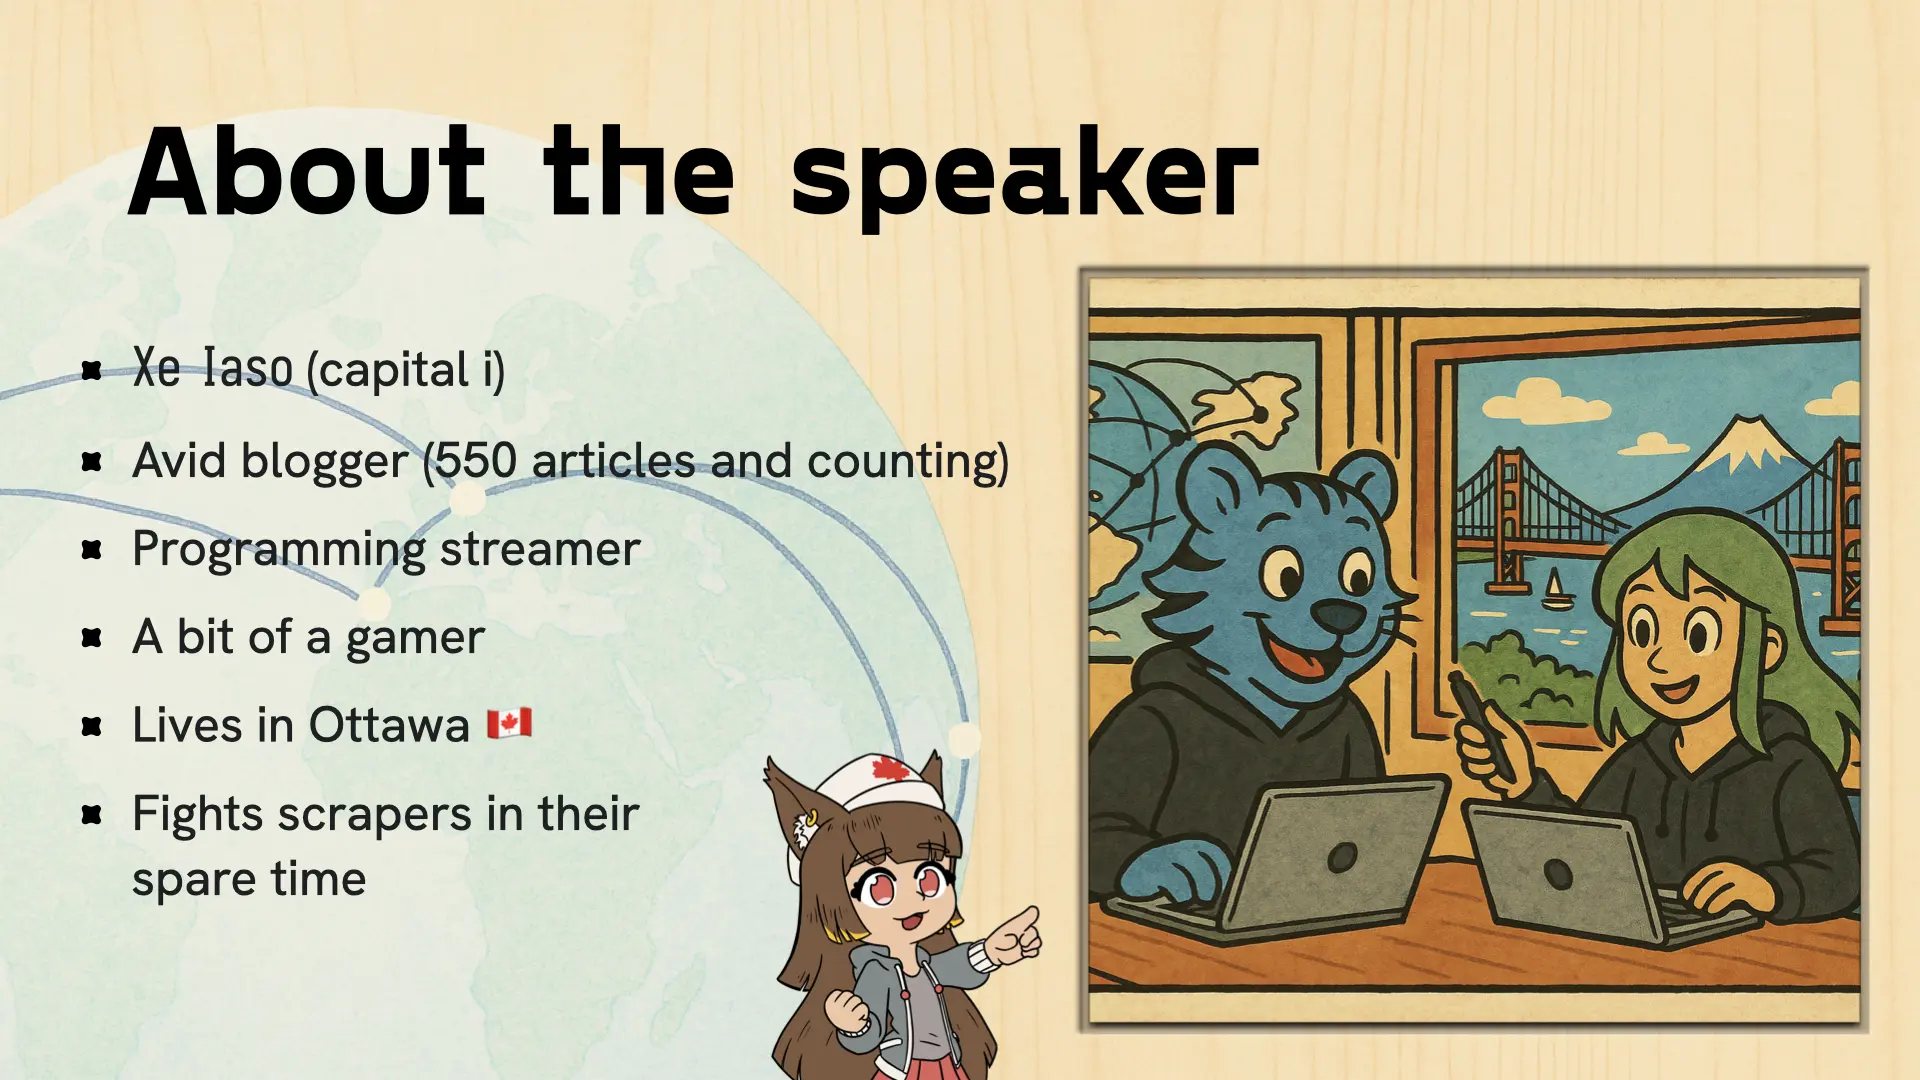 About the speaker
Xe Iaso (capital i)
Avid blogger (550 articles and counting)
Programming streamer
A bit of a gamer
Lives in Ottawa 🇨🇦
Fights scrapers in their
spare time